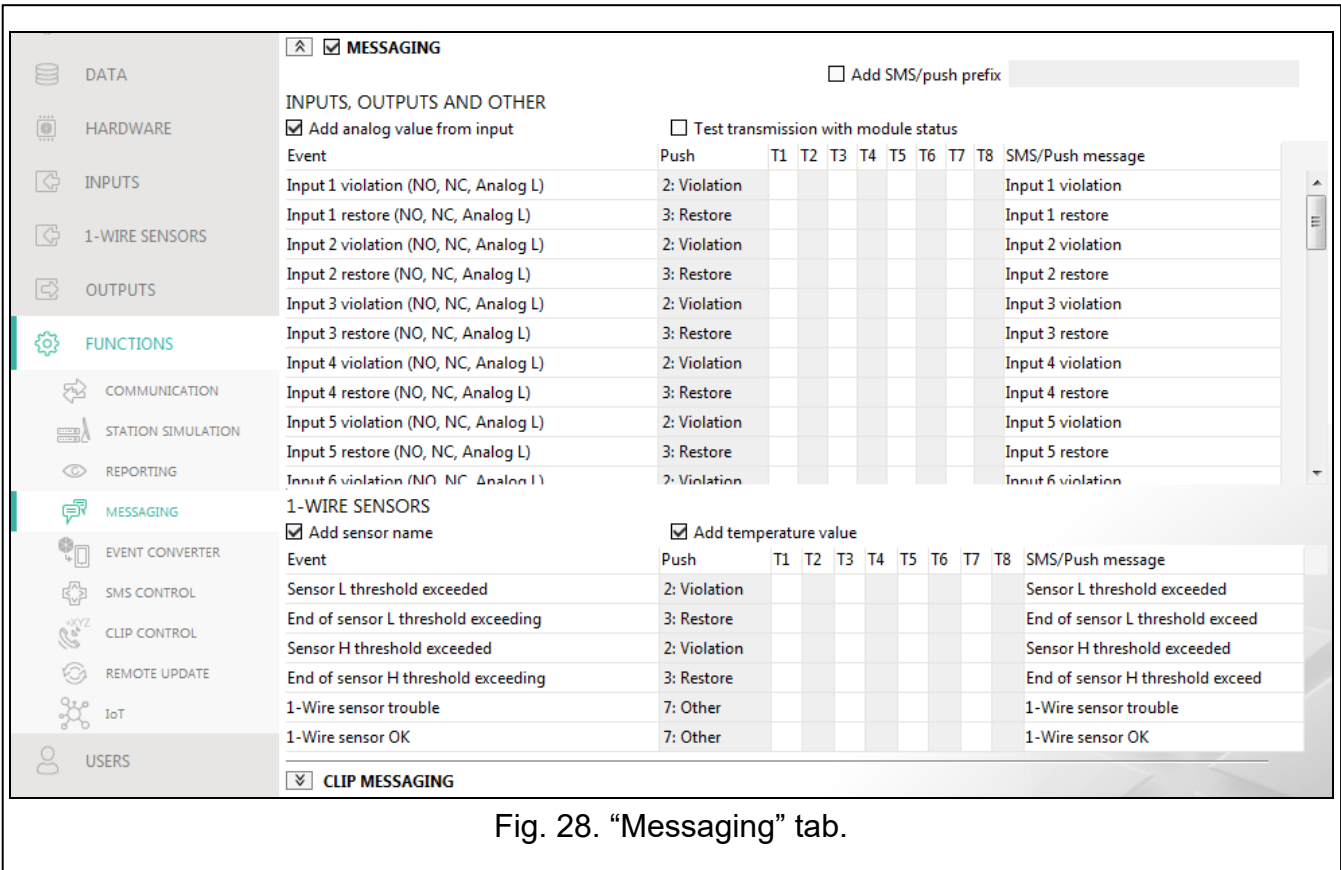 DATA
HARDWARE
INPUTS
1-WIRE SENSORS
OUTPUTS
FUNCTIONS
COMMUNICATION
STATION SIMULATION
REPORTING
MESSAGING
EVENT CONVERTER
SMS CONTROL
+XYZ
CLIP CONTROL
REMOTE UPDATE
IoT
USERS
MESSAGING
Add SMS/push prefix
INPUTS, OUTPUTS AND OTHER
Add analog value from input Test transmission with module status
Event Push T1 T2 T3 T4 T5 T6 T7 T8 SMS/Push message
Input 1 violation (NO, NC, Analog L) 2: Violation Input 1 violation
Input 1 restore (NO, NC, Analog L) 3: Restore Input 1 restore
Input 2 violation (NO, NC, Analog L) 2: Violation Input 2 violation
Input 2 restore (NO, NC, Analog L) 3: Restore Input 2 restore
Input 3 violation (NO, NC, Analog L) 2: Violation Input 3 violation
Input 3 restore (NO, NC, Analog L) 3: Restore Input 3 restore
Input 4 violation (NO, NC, Analog L) 2: Violation Input 4 violation
Input 4 restore (NO, NC, Analog L) 3: Restore Input 4 restore
Input 5 violation (NO, NC, Analog L) 2: Violation Input 5 violation
Input 5 restore (NO, NC, Analog L) 3: Restore Input 5 restore
Input 6 violation (NO, NC, Analog L) 2: Violation Input 6 violation
1-WIRE SENSORS
Add sensor name Add temperature value
Event Push T1 T2 T3 T4 T5 T6 T7 T8 SMS/Push message
Sensor L threshold exceeded 2: Violation Sensor L threshold exceeded
End of sensor L threshold exceeding 3: Restore End of sensor L threshold exceed
Sensor H threshold exceeded 2: Violation Sensor H threshold exceeded
End of sensor H threshold exceeding 3: Restore End of sensor H threshold exceed
1-Wire sensor trouble 7: Other 1-Wire sensor trouble
1-Wire sensor OK 7: Other 1-Wire sensor OK
CLIP MESSAGING
Fig. 28. “Messaging” tab.